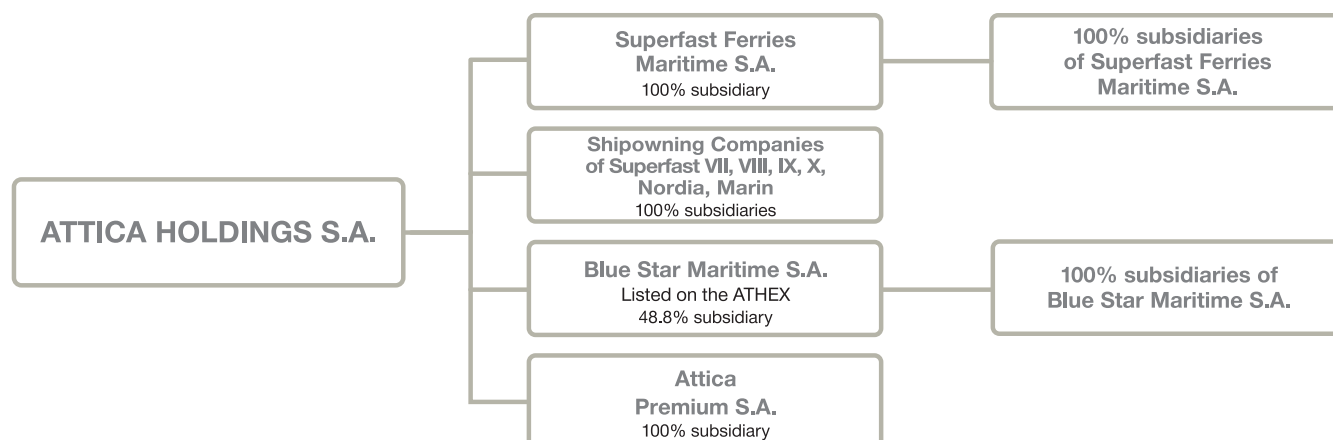 ATTICA HOLDINGS S.A.
Superfast Ferries
Maritime S.A.
100% subsidiary
100% subsidiaries
of Superfast Ferries
Maritime S.A.
Shipowning Companies
of Superfast VII, VIII, IX, X,
Nordia, Marin
100% subsidiaries
Blue Star Maritime S.A.
Listed on the ATHEX
48.8% subsidiary
100% subsidiaries of
Blue Star Maritime S.A.
Attica
Premium S.A.
100% subsidiary